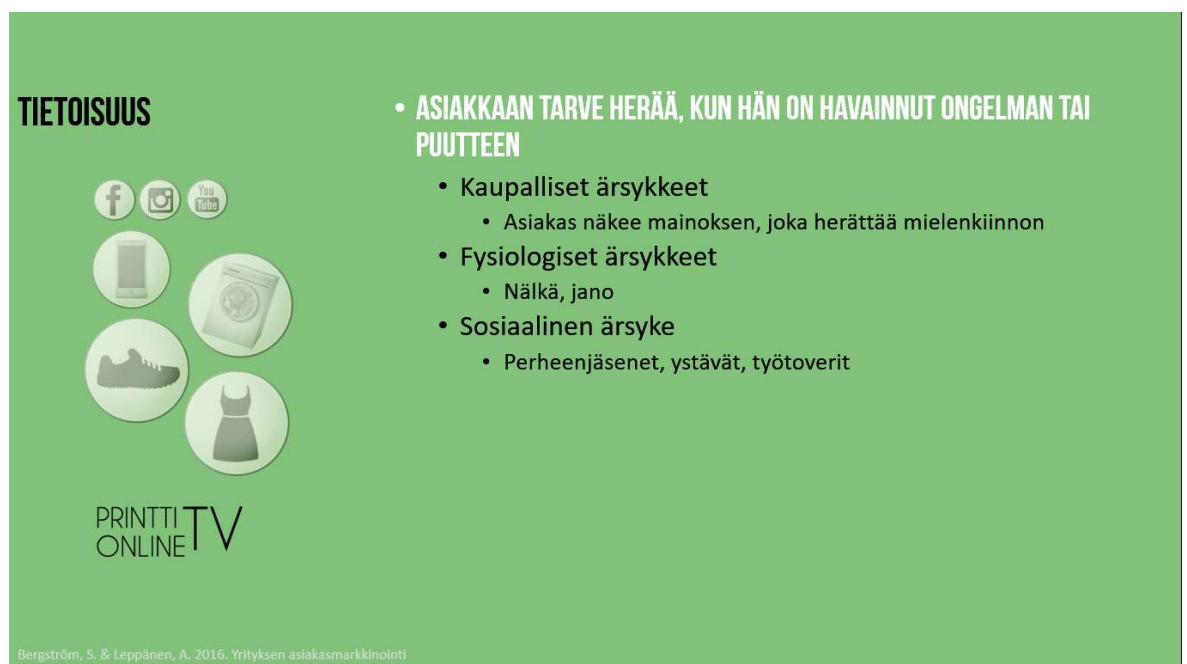 TIETOISUUS
• ASIAKKAAN TARVE HERÄÄ, KUN HÄN ON HAVAINNUT ONGELMAN TAI
PUUTTEEN
• Kaupalliset ärsykkeet
• Asiakas näkee mainoksen, joka herättää mielenkiinnon
• Fysiologiset ärsykkeet
• Nälkä, jano
• Sosiaalinen ärsyke
• Perheenjäsenet, ystävät, työtoverit
f
You
Tube
PRINTTI TV
ONLINE
Bergström, S. & Leppänen, A. 2016. Yrityksen asiakasmarkkinointi